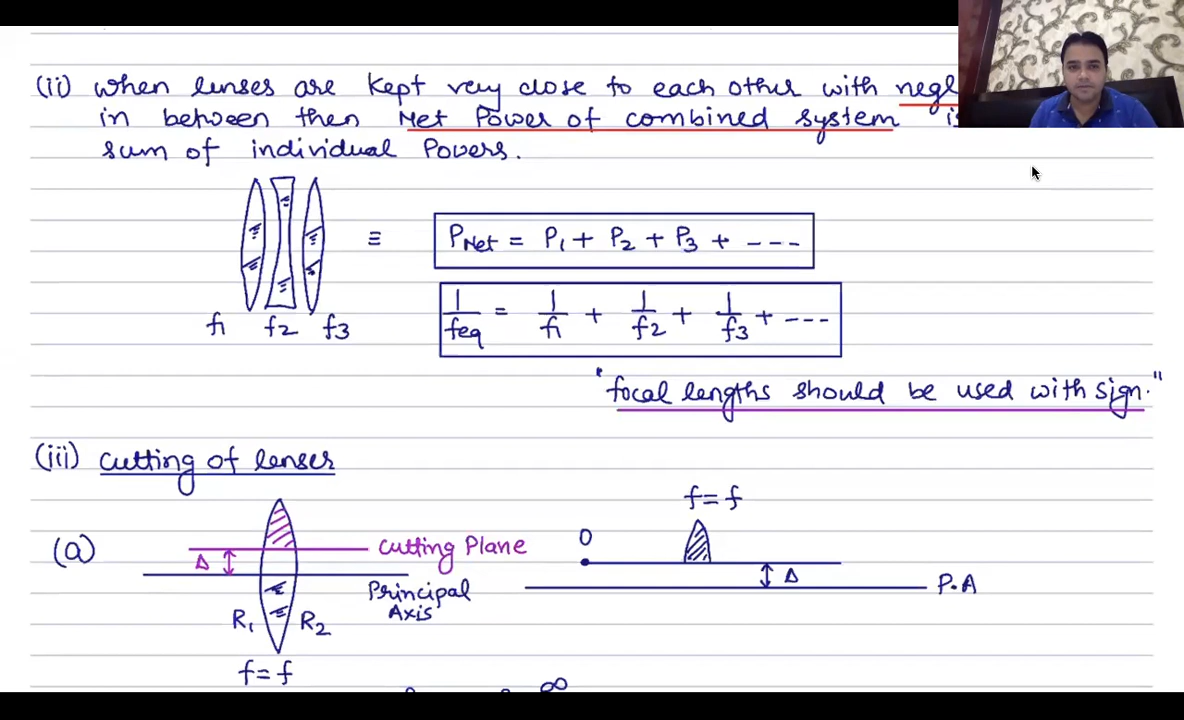 (ii) when lenses are kept very close to each other with
in between then Net Power of combined system
sum of individual Powers.
≡ PNet = P1 + P2 + P3 + ---
1/feq = 1/f1 + 1/f2 + 1/f3 + ---
f1 f2 f3
"focal lengths should be used with sign."
(iii) cutting of lenses
f = f
(a) Δ cutting Plane
O
Principal
Axis
Δ P.A
R1 R2
f = f
∞